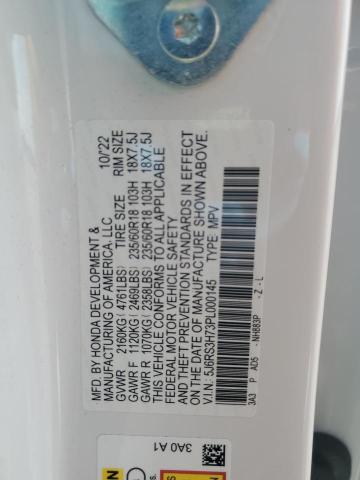 MFD. BY HONDA DEVELOPMENT & 10/'22
MANUFACTURING OF AMERICA, LLC
GVWR 2160KG(4761LBS) TIRE SIZE RIM SIZE
GAWR F 1120KG(2469LBS) 235/60R18 103H 18X7.5J
GAWR R 1070KG(2358LBS) 235/60R18 103H 18X7.5J
THIS VEHICLE CONFORMS TO ALL APPLICABLE
FEDERAL MOTOR VEHICLE SAFETY
AND THEFT PREVENTION STANDARDS IN EFFECT
ON THE DATE OF MANUFACTURE SHOWN ABOVE.
V.I.N: 5J6RS3H73PL000145 TYPE: MPV
3A3 P AD5 - NH883P - Z - L
3A0 A1